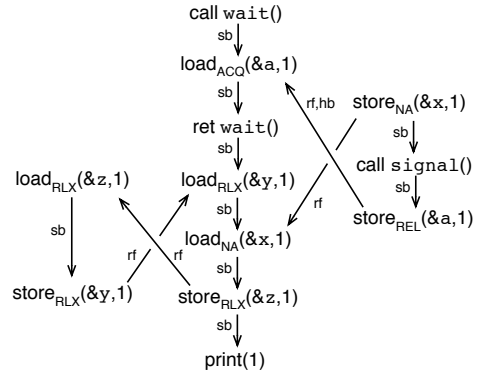 call wait()
sb
load_ACQ(&a,1)
sb
rf,hb
store_NA(&x,1)
sb
ret wait()
sb
call signal()
sb
load_RLX(&z,1)
load_RLX(&y,1)
rf
store_REL(&a,1)
sb
sb
load_NA(&x,1)
rf
rf
sb
store_RLX(&y,1)
store_RLX(&z,1)
sb
print(1)